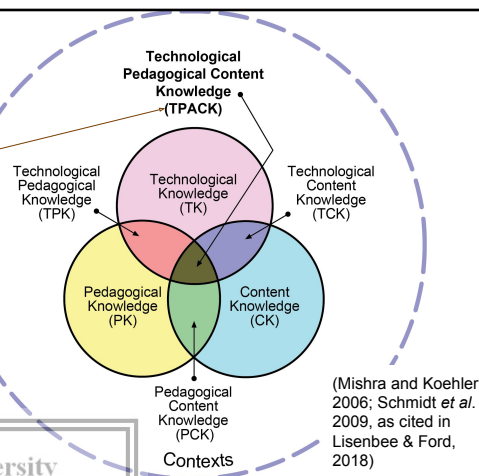 Technological
Pedagogical Content
Knowledge
(TPACK)
Technological
Pedagogical
Knowledge
(TPK)
Technological
Knowledge
(TK)
Technological
Content
Knowledge
(TCK)
Pedagogical
Knowledge
(PK)
Content
Knowledge
(CK)
Pedagogical
Content
Knowledge
(PCK)
Contexts
(Mishra and Koehler
2006; Schmidt et al.
2009, as cited in
Lisenbee & Ford,
2018)
ersity